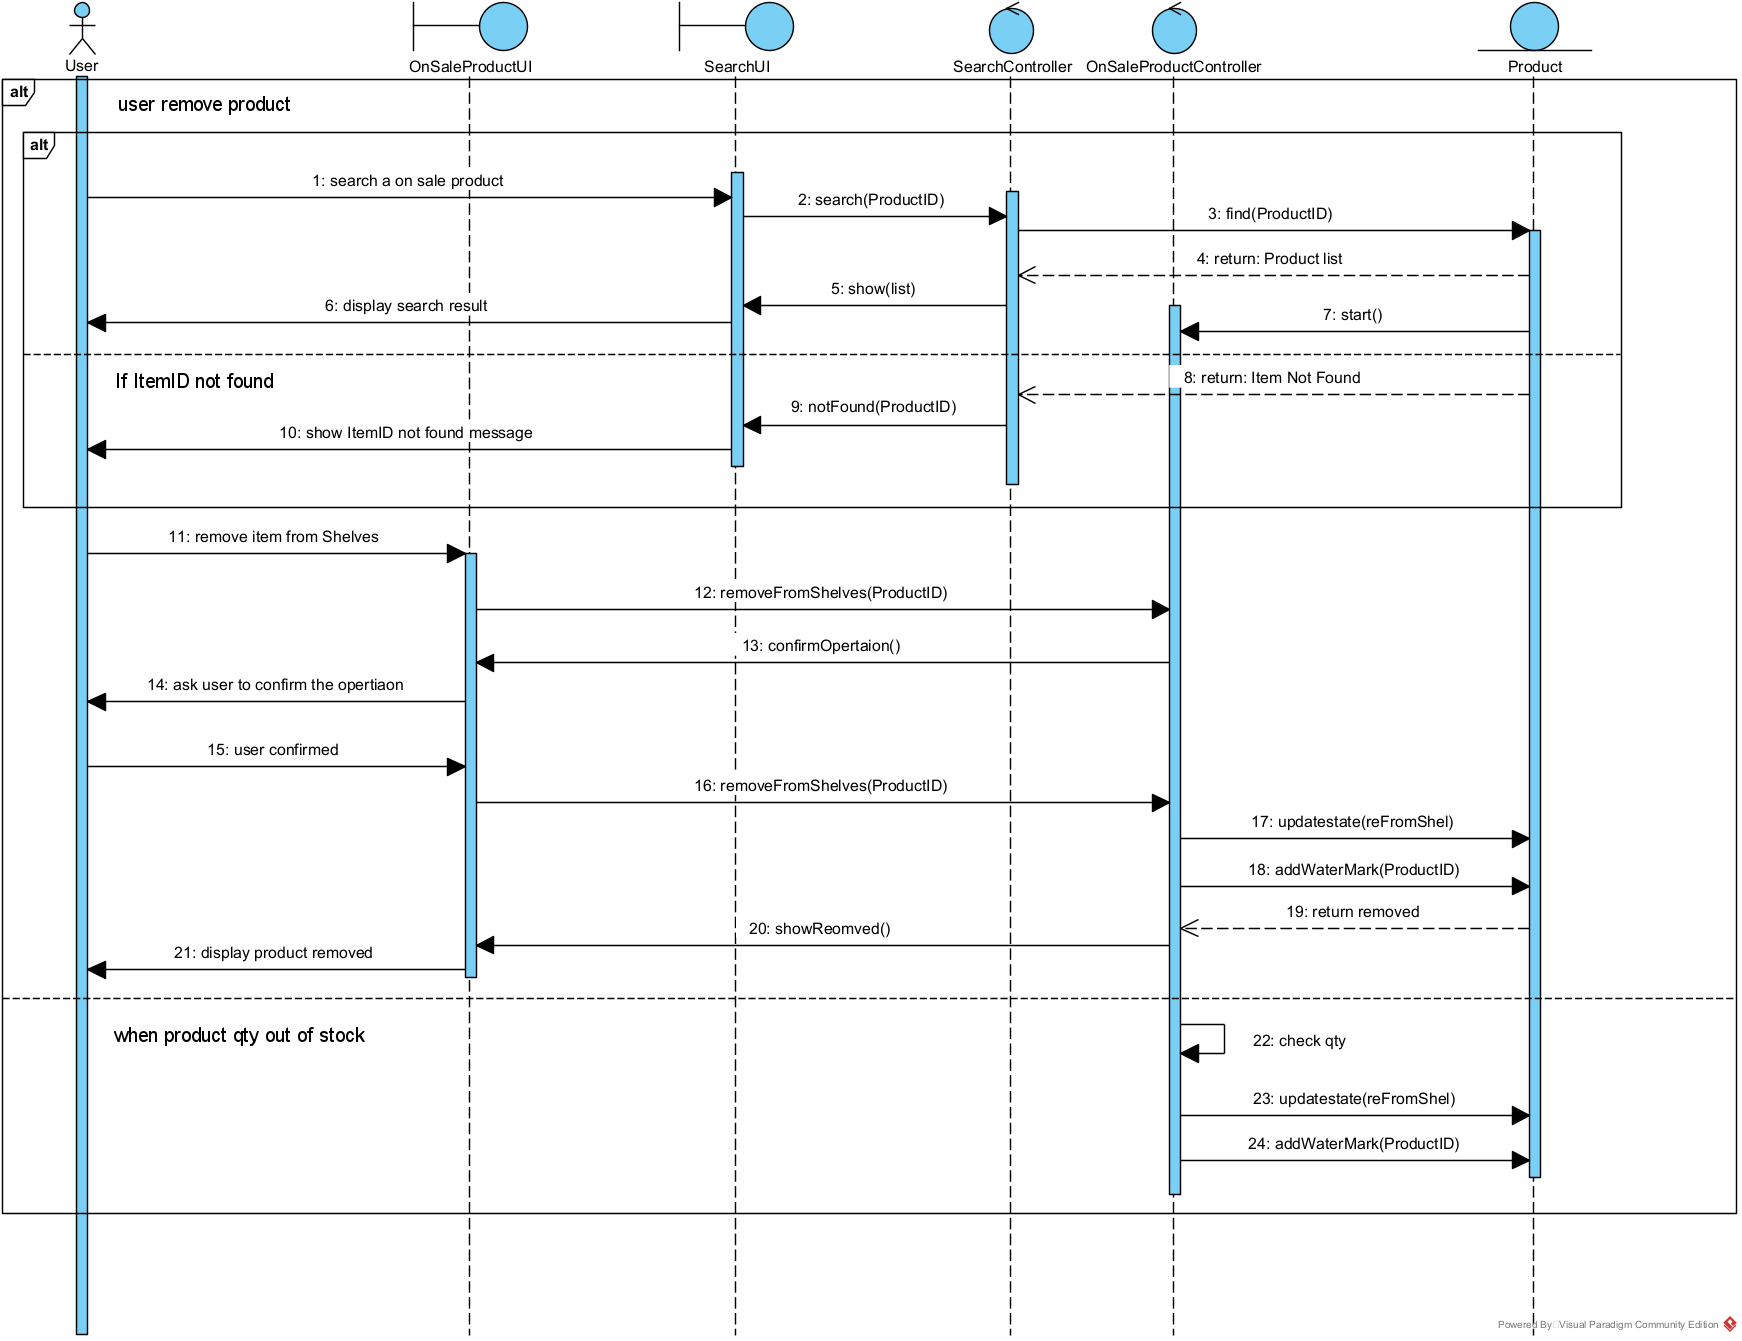 User
OnSaleProductUI
SearchUI
SearchController
OnSaleProductController
Product
alt
user remove product
alt
1: search a on sale product
2: search(ProductID)
3: find(ProductID)
4: return: Product list
5: show(list)
6: display search result
7: start()
If ItemID not found
8: return: Item Not Found
9: notFound(ProductID)
10: show ItemID not found message
11: remove item from Shelves
12: removeFromShelves(ProductID)
13: confirmOpertaion()
14: ask user to confirm the opertiaon
15: user confirmed
16: removeFromShelves(ProductID)
17: updatestate(reFromShel)
18: addWaterMark(ProductID)
19: return removed
20: showReomved()
21: display product removed
when product qty out of stock
22: check qty
23: updatestate(reFromShel)
24: addWaterMark(ProductID)
Powered By Visual Paradigm Community Edition